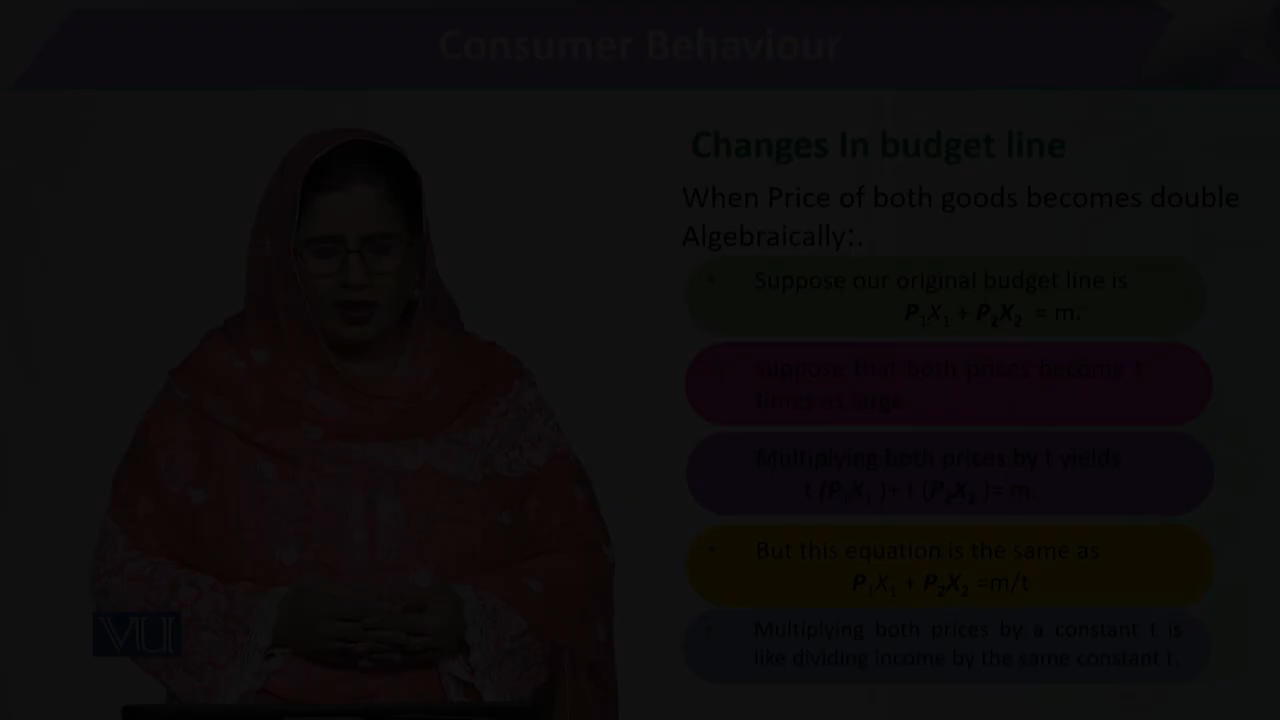 Consumer Behaviour
Changes In budget line
When Price of both goods becomes double
Algebraically:.
• Suppose our original budget line is
P₁X₁ + P₂X₂ = m.
suppose that both prices become t
times as large
Multiplying both prices by t yields
t (P₁X₁ )+ t (P₂X₂ )= m.
• But this equation is the same as
P₁X₁ + P₂X₂ =m/t
• Multiplying both prices by a constant t is
like dividing income by the same constant t.
VU